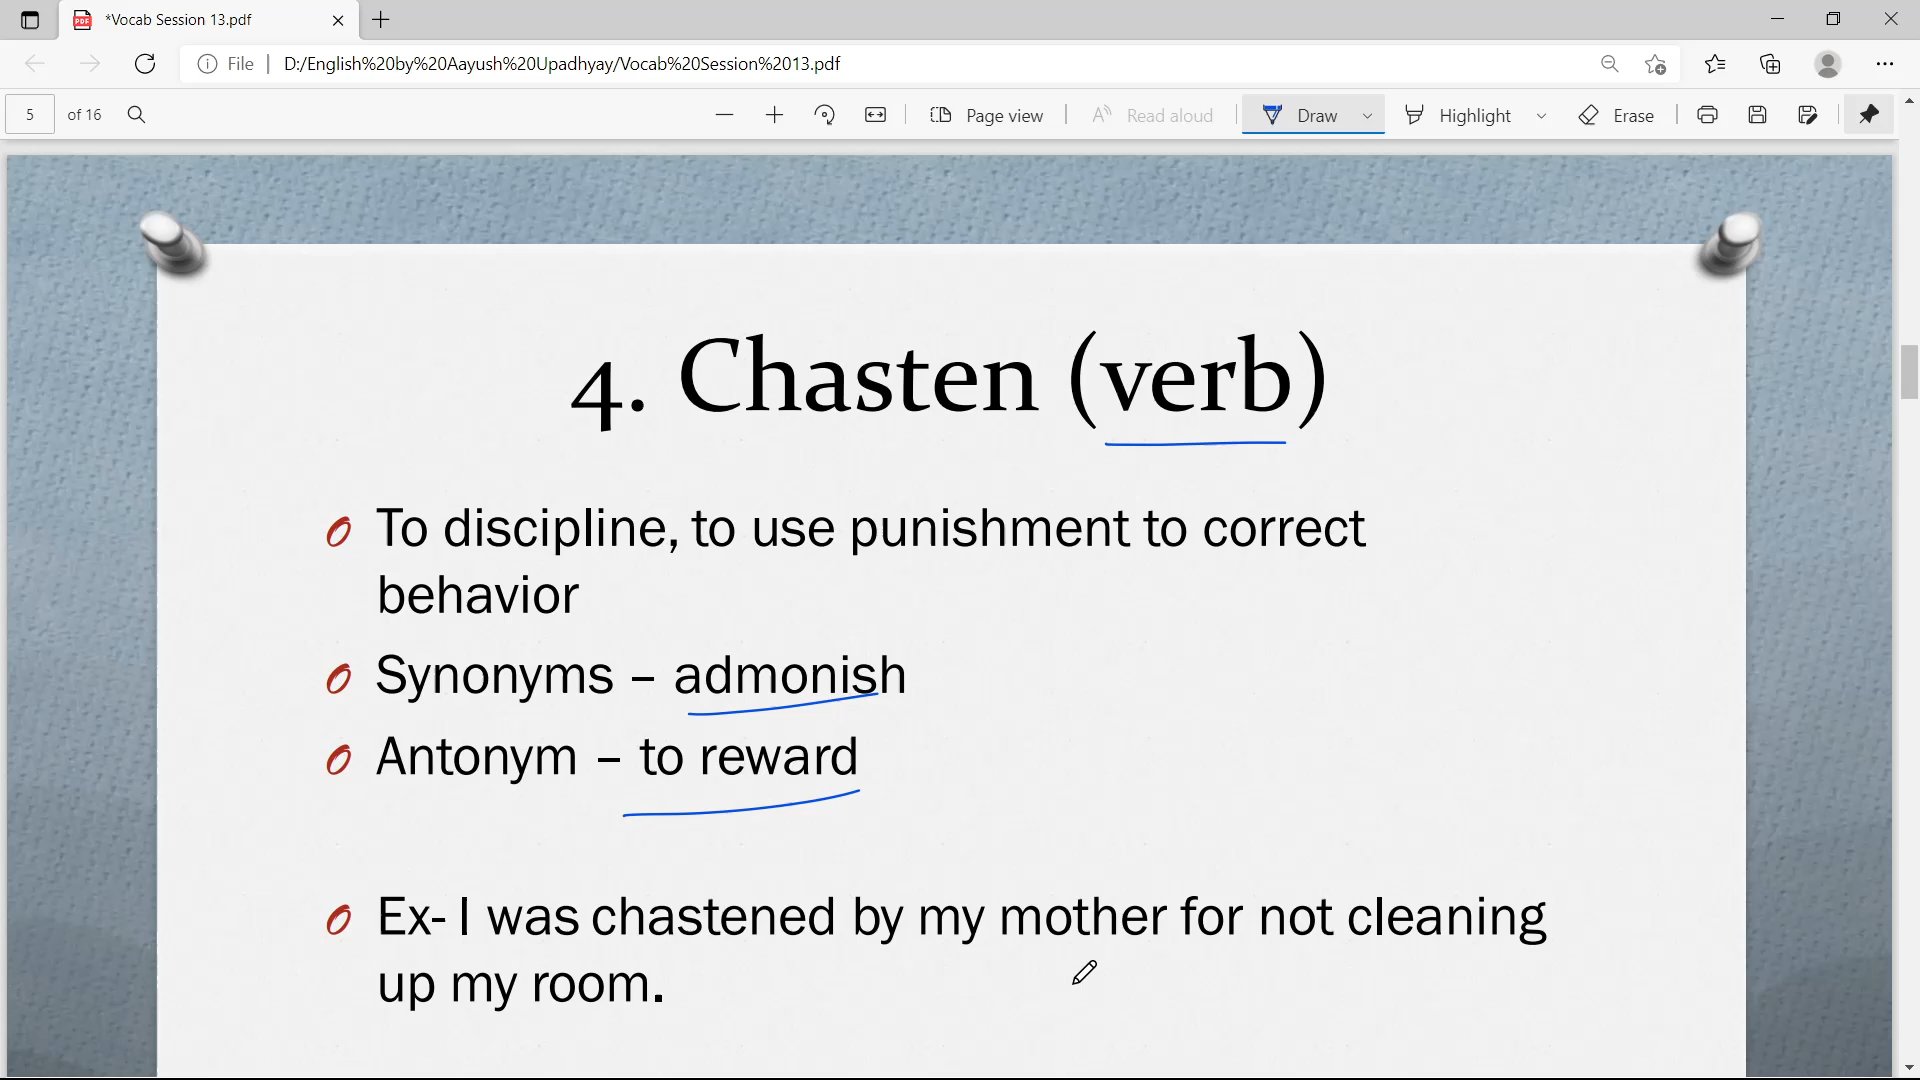 *Vocab Session 13.pdf
File D:/English%20by%20Aayush%20Upadhyay/Vocab%20Session%2013.pdf
5 of 16 Page view Read aloud Draw Highlight Erase
4. Chasten (verb)
To discipline, to use punishment to correct
behavior
Synonyms – admonish
Antonym – to reward
Ex- I was chastened by my mother for not cleaning
up my room.